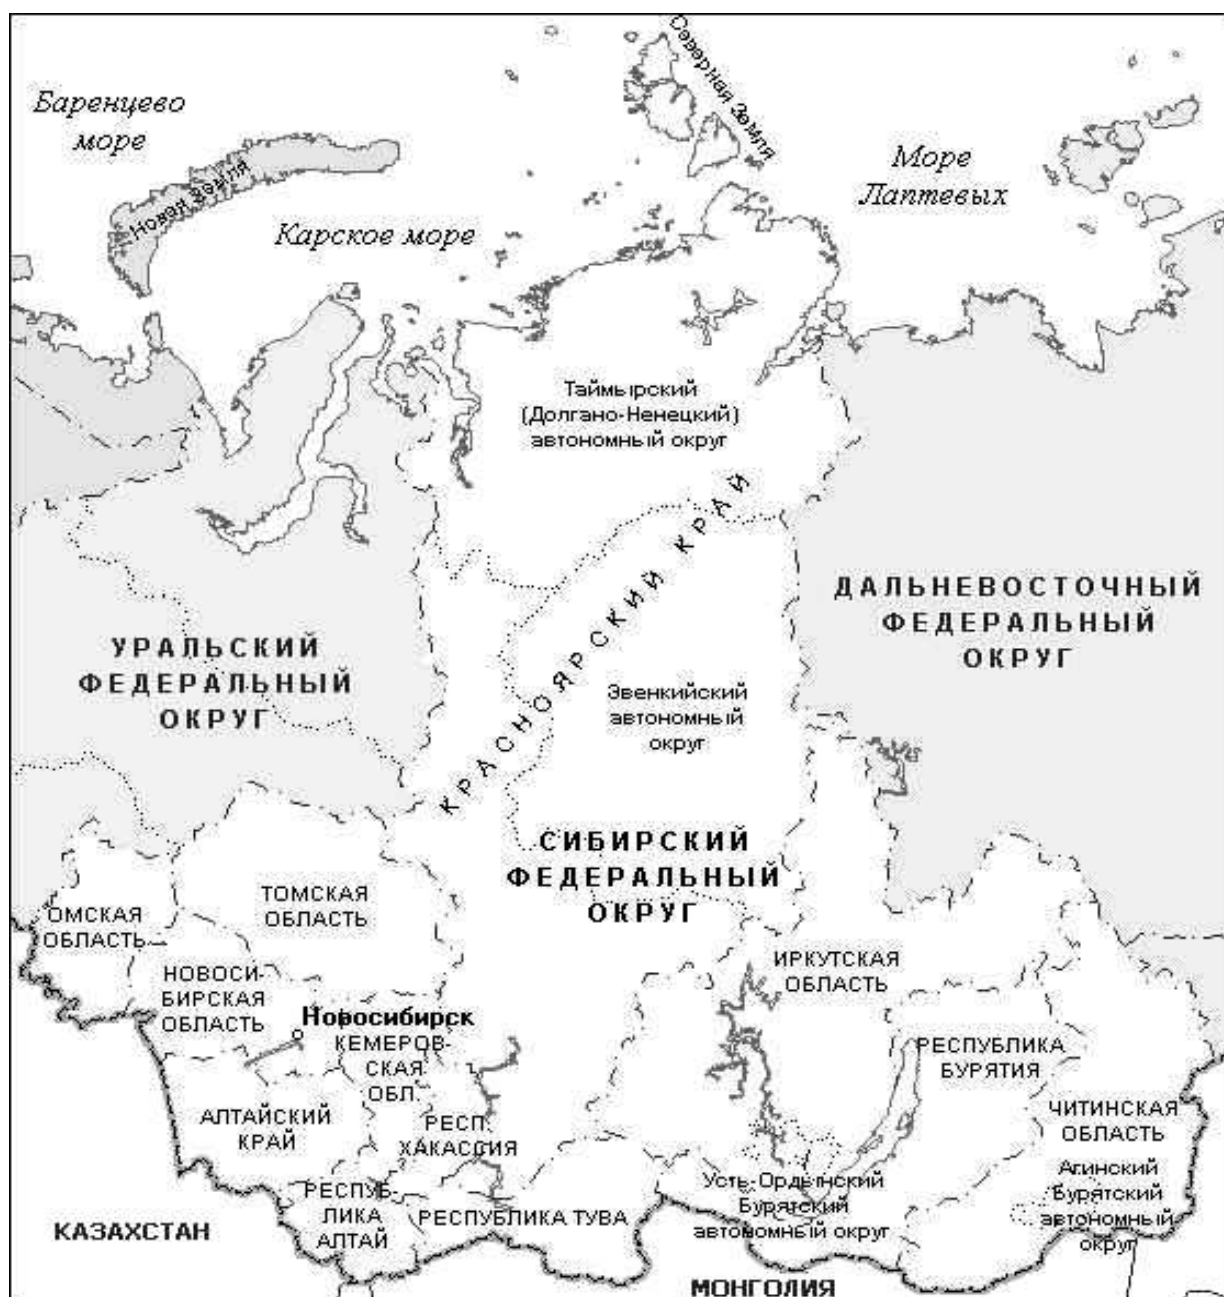 Северная Земля
Баренцево
море
Море
Лаптевых
Новая Земля
Карское море
Таймырский
(Долгано-Ненецкий)
автономный округ
КРАСНОЯРСКИЙ КРАЙ
ДАЛЬНЕВОСТОЧНЫЙ
ФЕДЕРАЛЬНЫЙ
ОКРУГ
УРАЛЬСКИЙ
ФЕДЕРАЛЬНЫЙ
ОКРУГ
Эвенкийский
автономный
округ
СИБИРСКИЙ
ФЕДЕРАЛЬНЫЙ
ОКРУГ
ТОМСКАЯ
ОБЛАСТЬ
ОМСКАЯ
ОБЛАСТЬ
ИРКУТСКАЯ
ОБЛАСТЬ
НОВОСИ-
БИРСКАЯ
ОБЛАСТЬ
Новосибирск
КЕМЕРОВ-
СКАЯ
ОБЛ.
РЕСПУБЛИКА
БУРЯТИЯ
АЛТАЙСКИЙ
КРАЙ
РЕСП.
ХАКАССИЯ
ЧИТИНСКАЯ
ОБЛАСТЬ
Усть-Ордынский
Бурятский
автономный округ
Агинский
Бурятский
автономный
округ
РЕСПУБ-
ЛИКА
АЛТАЙ
РЕСПУБЛИКА ТУВА
КАЗАХСТАН
МОНГОЛИЯ